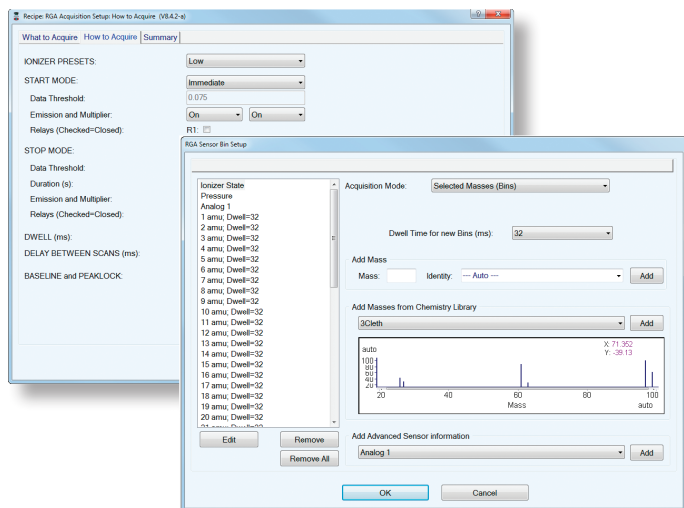 Recipe: RGA Acquisition Setup: How to Acquire (V8.4.2-a)
What to Acquire How to Acquire Summary
IONIZER PRESETS: Low
START MODE: Immediate
Data Threshold: 0.075
Emission and Multiplier: On On
Relays (Checked=Closed): R1:
STOP MODE:
Data Threshold:
Duration (s):
Emission and Multiplier:
Relays (Checked=Closed):
DWELL (ms):
DELAY BETWEEN SCANS (ms):
BASELINE and PEAKLOCK:
RGA Sensor Bin Setup
Ionizer State
Pressure
Analog 1
1 amu; Dwell=32
2 amu; Dwell=32
3 amu; Dwell=32
4 amu; Dwell=32
5 amu; Dwell=32
6 amu; Dwell=32
7 amu; Dwell=32
8 amu; Dwell=32
9 amu; Dwell=32
10 amu; Dwell=32
11 amu; Dwell=32
12 amu; Dwell=32
13 amu; Dwell=32
14 amu; Dwell=32
15 amu; Dwell=32
16 amu; Dwell=32
17 amu; Dwell=32
18 amu; Dwell=32
19 amu; Dwell=32
20 amu; Dwell=32
21 amu; Dwell=32
Edit Remove
Remove All
Acquisition Mode: Selected Masses (Bins)
Dwell Time for new Bins (ms): 32
Add Mass
Mass: Identity: --- Auto --- Add
Add Masses from Chemistry Library
3Cleth Add
auto
X: 71.352
Y: -39.13
100
80
60
40
20
20 40 60 80 100
Mass auto
Add Advanced Sensor information
Analog 1 Add
OK Cancel